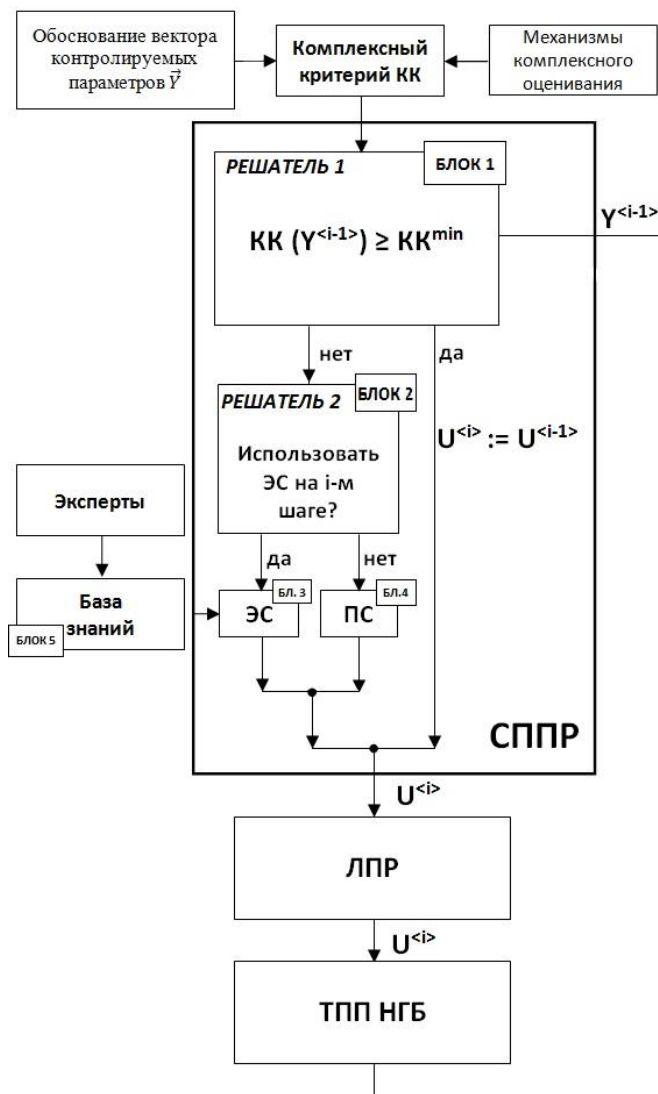 Обоснование вектора
контролируемых
параметров Y⃗
Комплексный
критерий КК
Механизмы
комплексного
оценивания
РЕШАТЕЛЬ 1
БЛОК 1
КК (Y<i-1>) ≥ ККmin
Y<i-1>
нет
да
РЕШАТЕЛЬ 2
БЛОК 2
Использовать
ЭС на i-м
шаге?
U<i> := U<i-1>
Эксперты
База
знаний
БЛОК 5
да
нет
ЭС
БЛ. 3
ПС
БЛ.4
СППР
U<i>
ЛПР
U<i>
ТПП НГБ